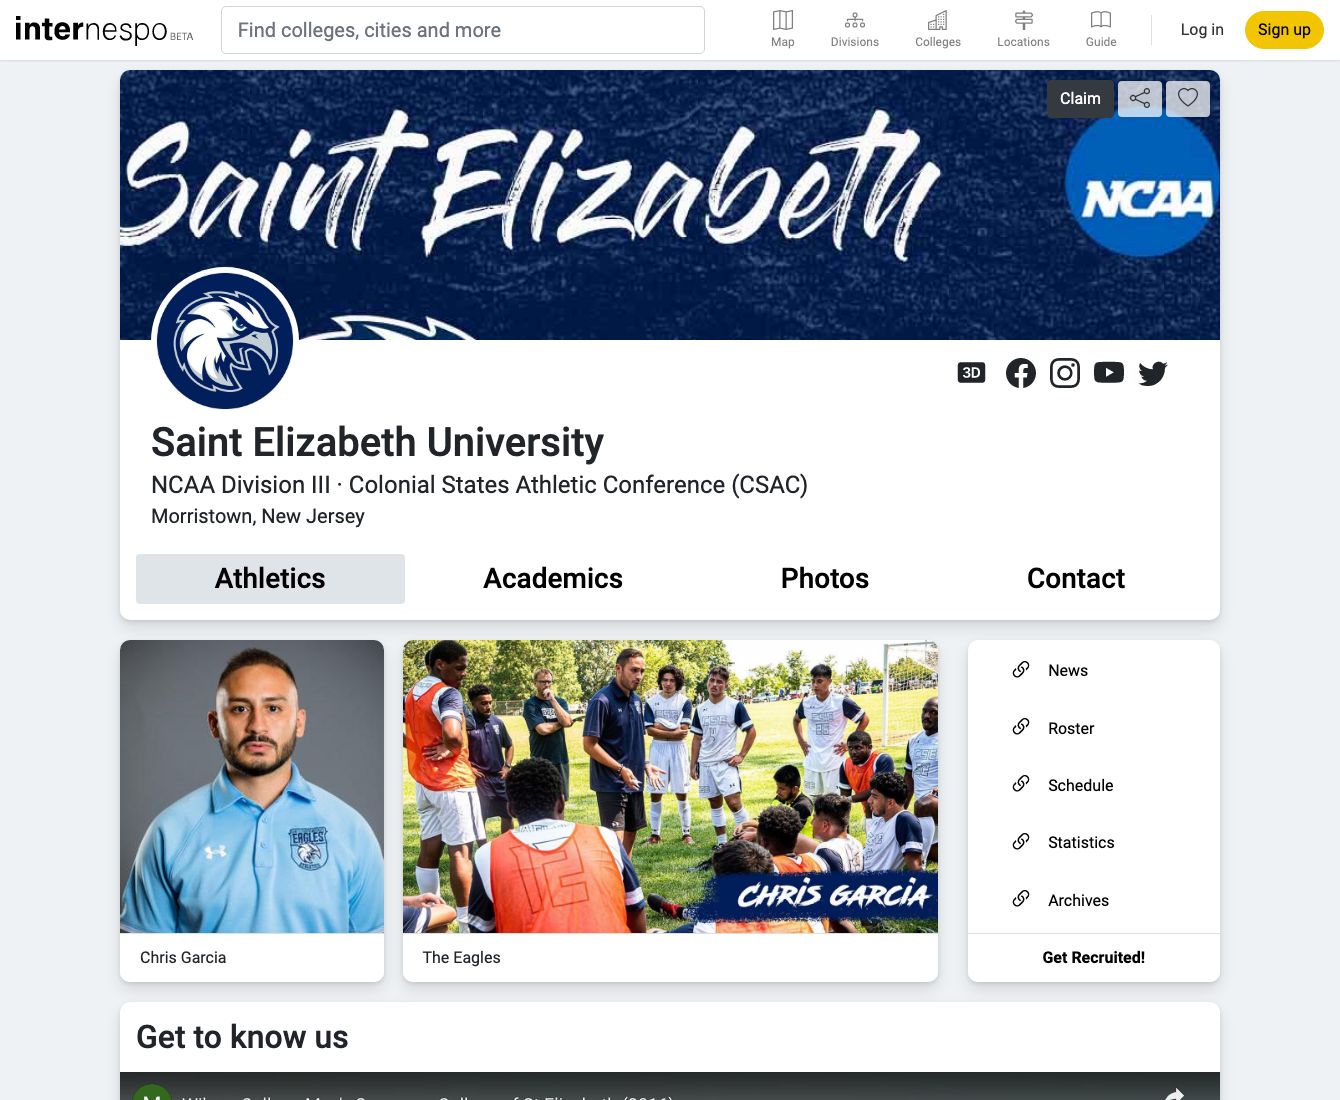 internespo BETA
Find colleges, cities and more
Map
Divisions
Colleges
Locations
Guide
Log in
Sign up
Claim
Saint Elizabeth
NCAA
3D
Saint Elizabeth University
NCAA Division III · Colonial States Athletic Conference (CSAC)
Morristown, New Jersey
Athletics
Academics
Photos
Contact
EAGLES
CHRIS GARCIA
Chris Garcia
The Eagles
News
Roster
Schedule
Statistics
Archives
Get Recruited!
Get to know us